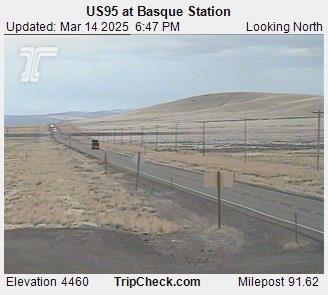 US95 at Basque Station
Updated: Mar 14 2025 6:47 PM Looking North
Elevation 4460 TripCheck.com Milepost 91.62